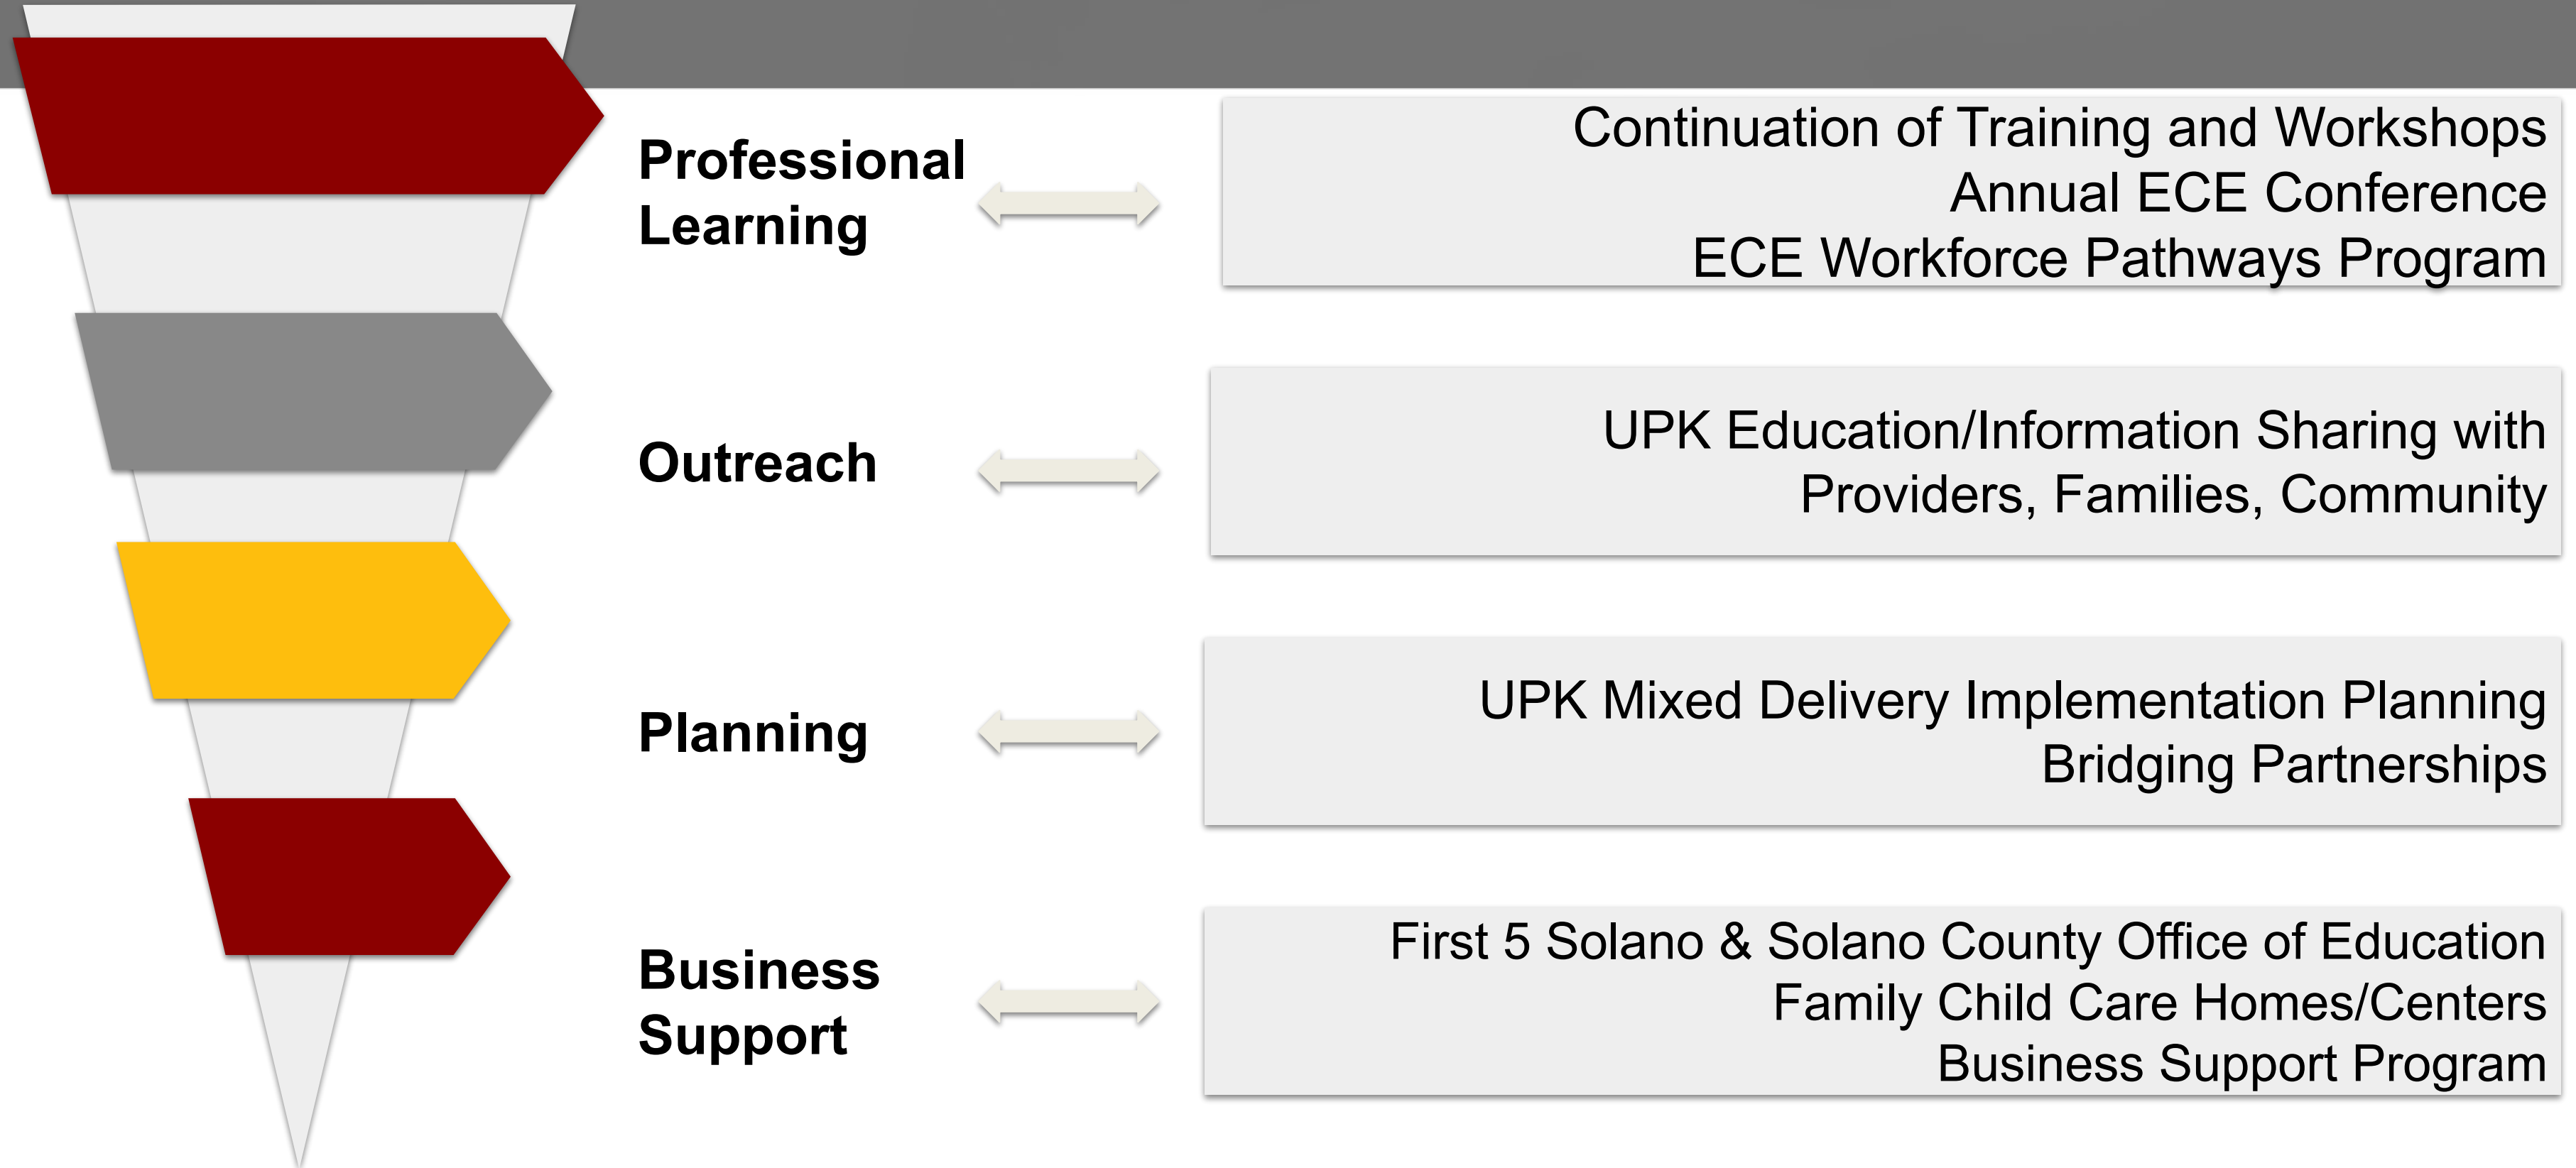 Professional
Learning
Continuation of Training and Workshops
Annual ECE Conference
ECE Workforce Pathways Program
Outreach
UPK Education/Information Sharing with
Providers, Families, Community
Planning
UPK Mixed Delivery Implementation Planning
Bridging Partnerships
Business
Support
First 5 Solano & Solano County Office of Education
Family Child Care Homes/Centers
Business Support Program